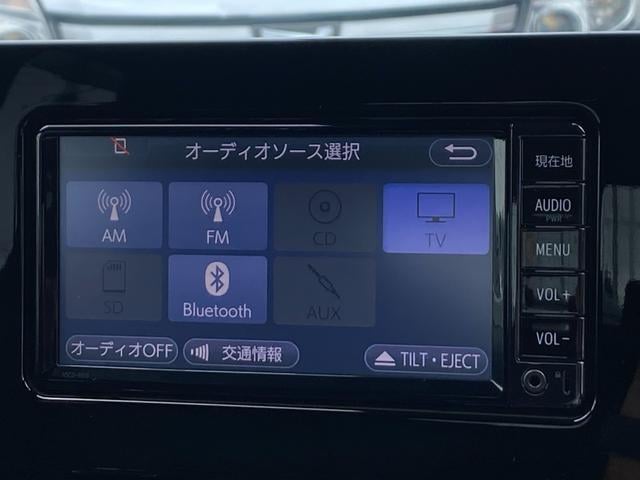 オーディオソース選択
現在地
AM
FM
CD
TV
AUDIO
PWR
MENU
SD
Bluetooth
AUX
VOL+
VOL-
オーディオOFF
交通情報
TILT・EJECT